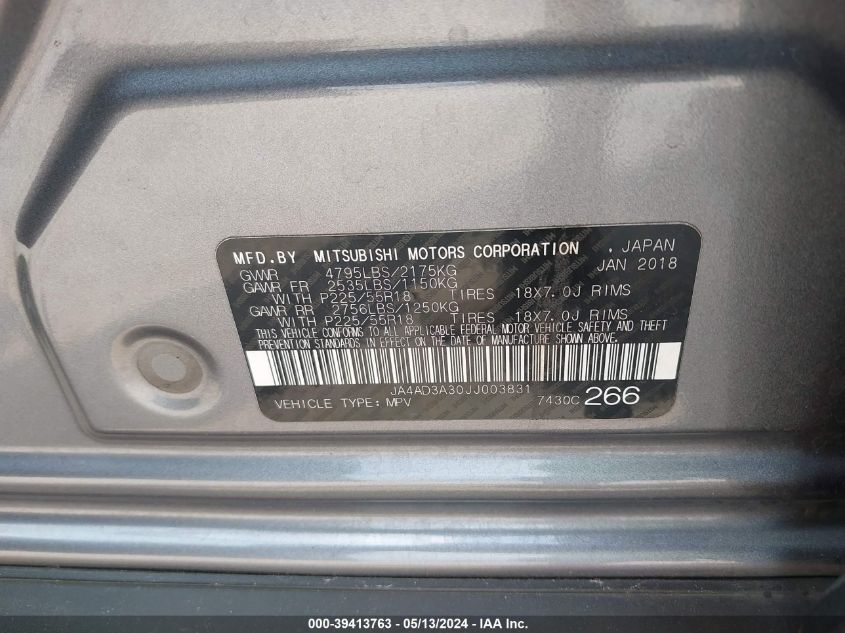 MFD.BY MITSUBISHI MOTORS CORPORATION , JAPAN
GVWR 4795LBS/2175KG JAN 2018
GAWR FR 2535LBS/1150KG
WITH P225/55R18 TIRES 18X7.0J RIMS
GAWR RR 2756LBS/1250KG
WITH P225/55R18 TIRES 18X7.0J RIMS
THIS VEHICLE CONFORMS TO ALL APPLICABLE FEDERAL MOTOR VEHICLE SAFETY AND THEFT
PREVENTION STANDARDS IN EFFECT ON THE DATE OF MANUFACTURE SHOWN ABOVE.
JA4AD3A30JJ003831
VEHICLE TYPE: MPV 7430C 266
000-39413763 - 05/13/2024 - IAAI.COM